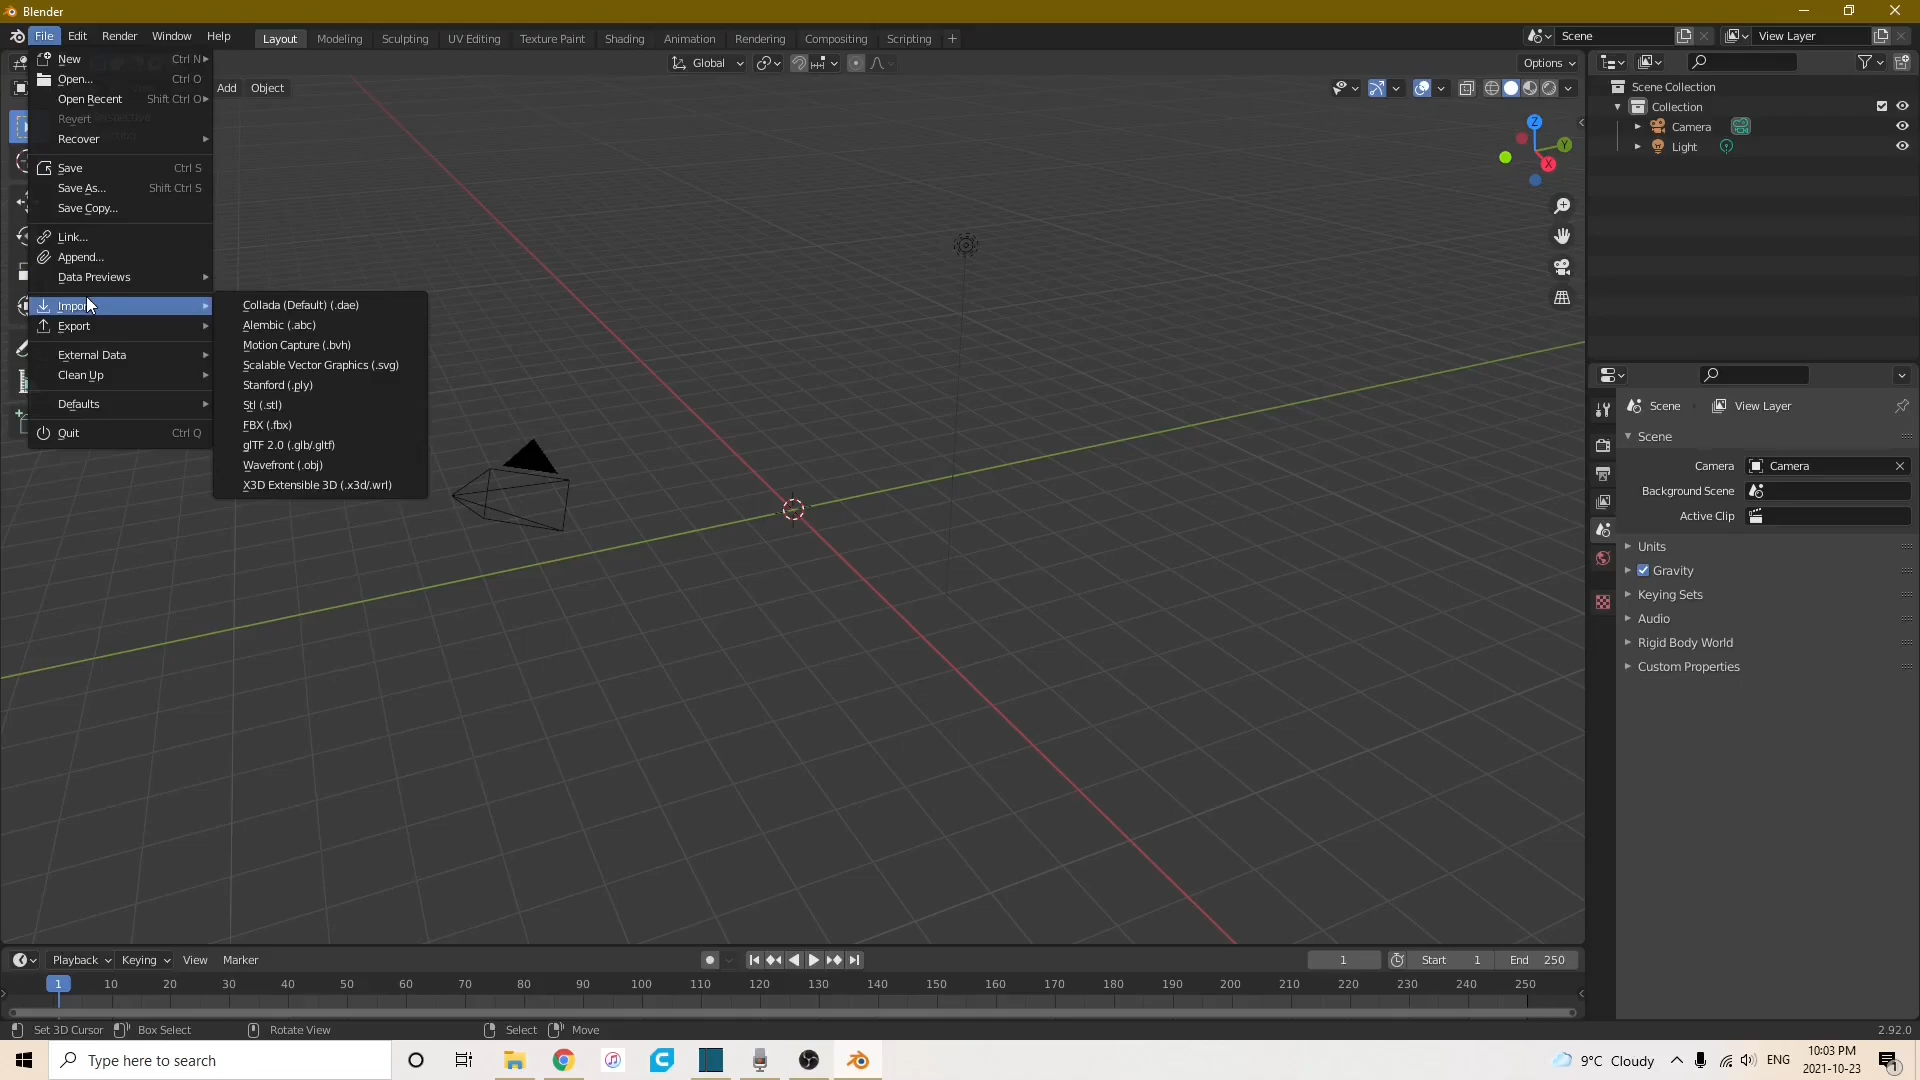 Blender
File Edit Render Window Help Layout Modeling Sculpting UV Editing Texture Paint Shading Animation Rendering Compositing Scripting + Scene View Layer
Global Options
Add Object
New Ctrl N
Open... Ctrl O
Open Recent Shift Ctrl O
Revert
Recover
Save Ctrl S
Save As... Shift Ctrl S
Save Copy...
Link...
Append...
Data Previews
Import
Export
External Data
Clean Up
Defaults
Quit Ctrl Q
Collada (Default) (.dae)
Alembic (.abc)
Motion Capture (.bvh)
Scalable Vector Graphics (.svg)
Stanford (.ply)
Stl (.stl)
FBX (.fbx)
glTF 2.0 (.glb/.gltf)
Wavefront (.obj)
X3D Extensible 3D (.x3d/.wrl)
Z
Y
X
Scene Collection
Collection
Camera
Light
Scene View Layer
Scene
Camera Camera
Background Scene
Active Clip
Units
Gravity
Keying Sets
Audio
Rigid Body World
Custom Properties
Playback Keying View Marker 1 Start 1 End 250
1 10 20 30 40 50 60 70 80 90 100 110 120 130 140 150 160 170 180 190 200 210 220 230 240 250
Set 3D Cursor Box Select Rotate View Select Move 2.92.0
Type here to search 9°C Cloudy ENG 10:03 PM
2021-10-23 1